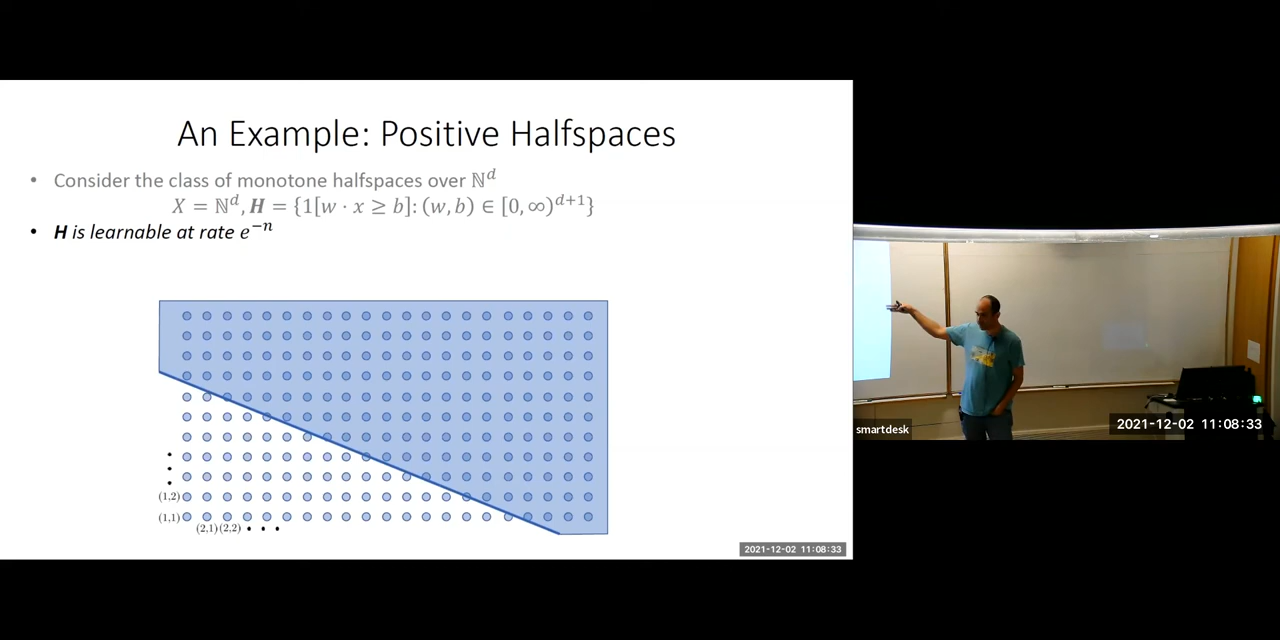 An Example: Positive Halfspaces
• Consider the class of monotone halfspaces over ℕ^d
X = ℕ^d, H = {1[w · x ≥ b]: (w, b) ∈ [0, ∞)^{d+1}}
• H is learnable at rate e^{−n}
(1,2)
(1,1)
(2,1)(2,2)
2021-12-02 11:08:33
smartdesk
2021-12-02 11:08:33